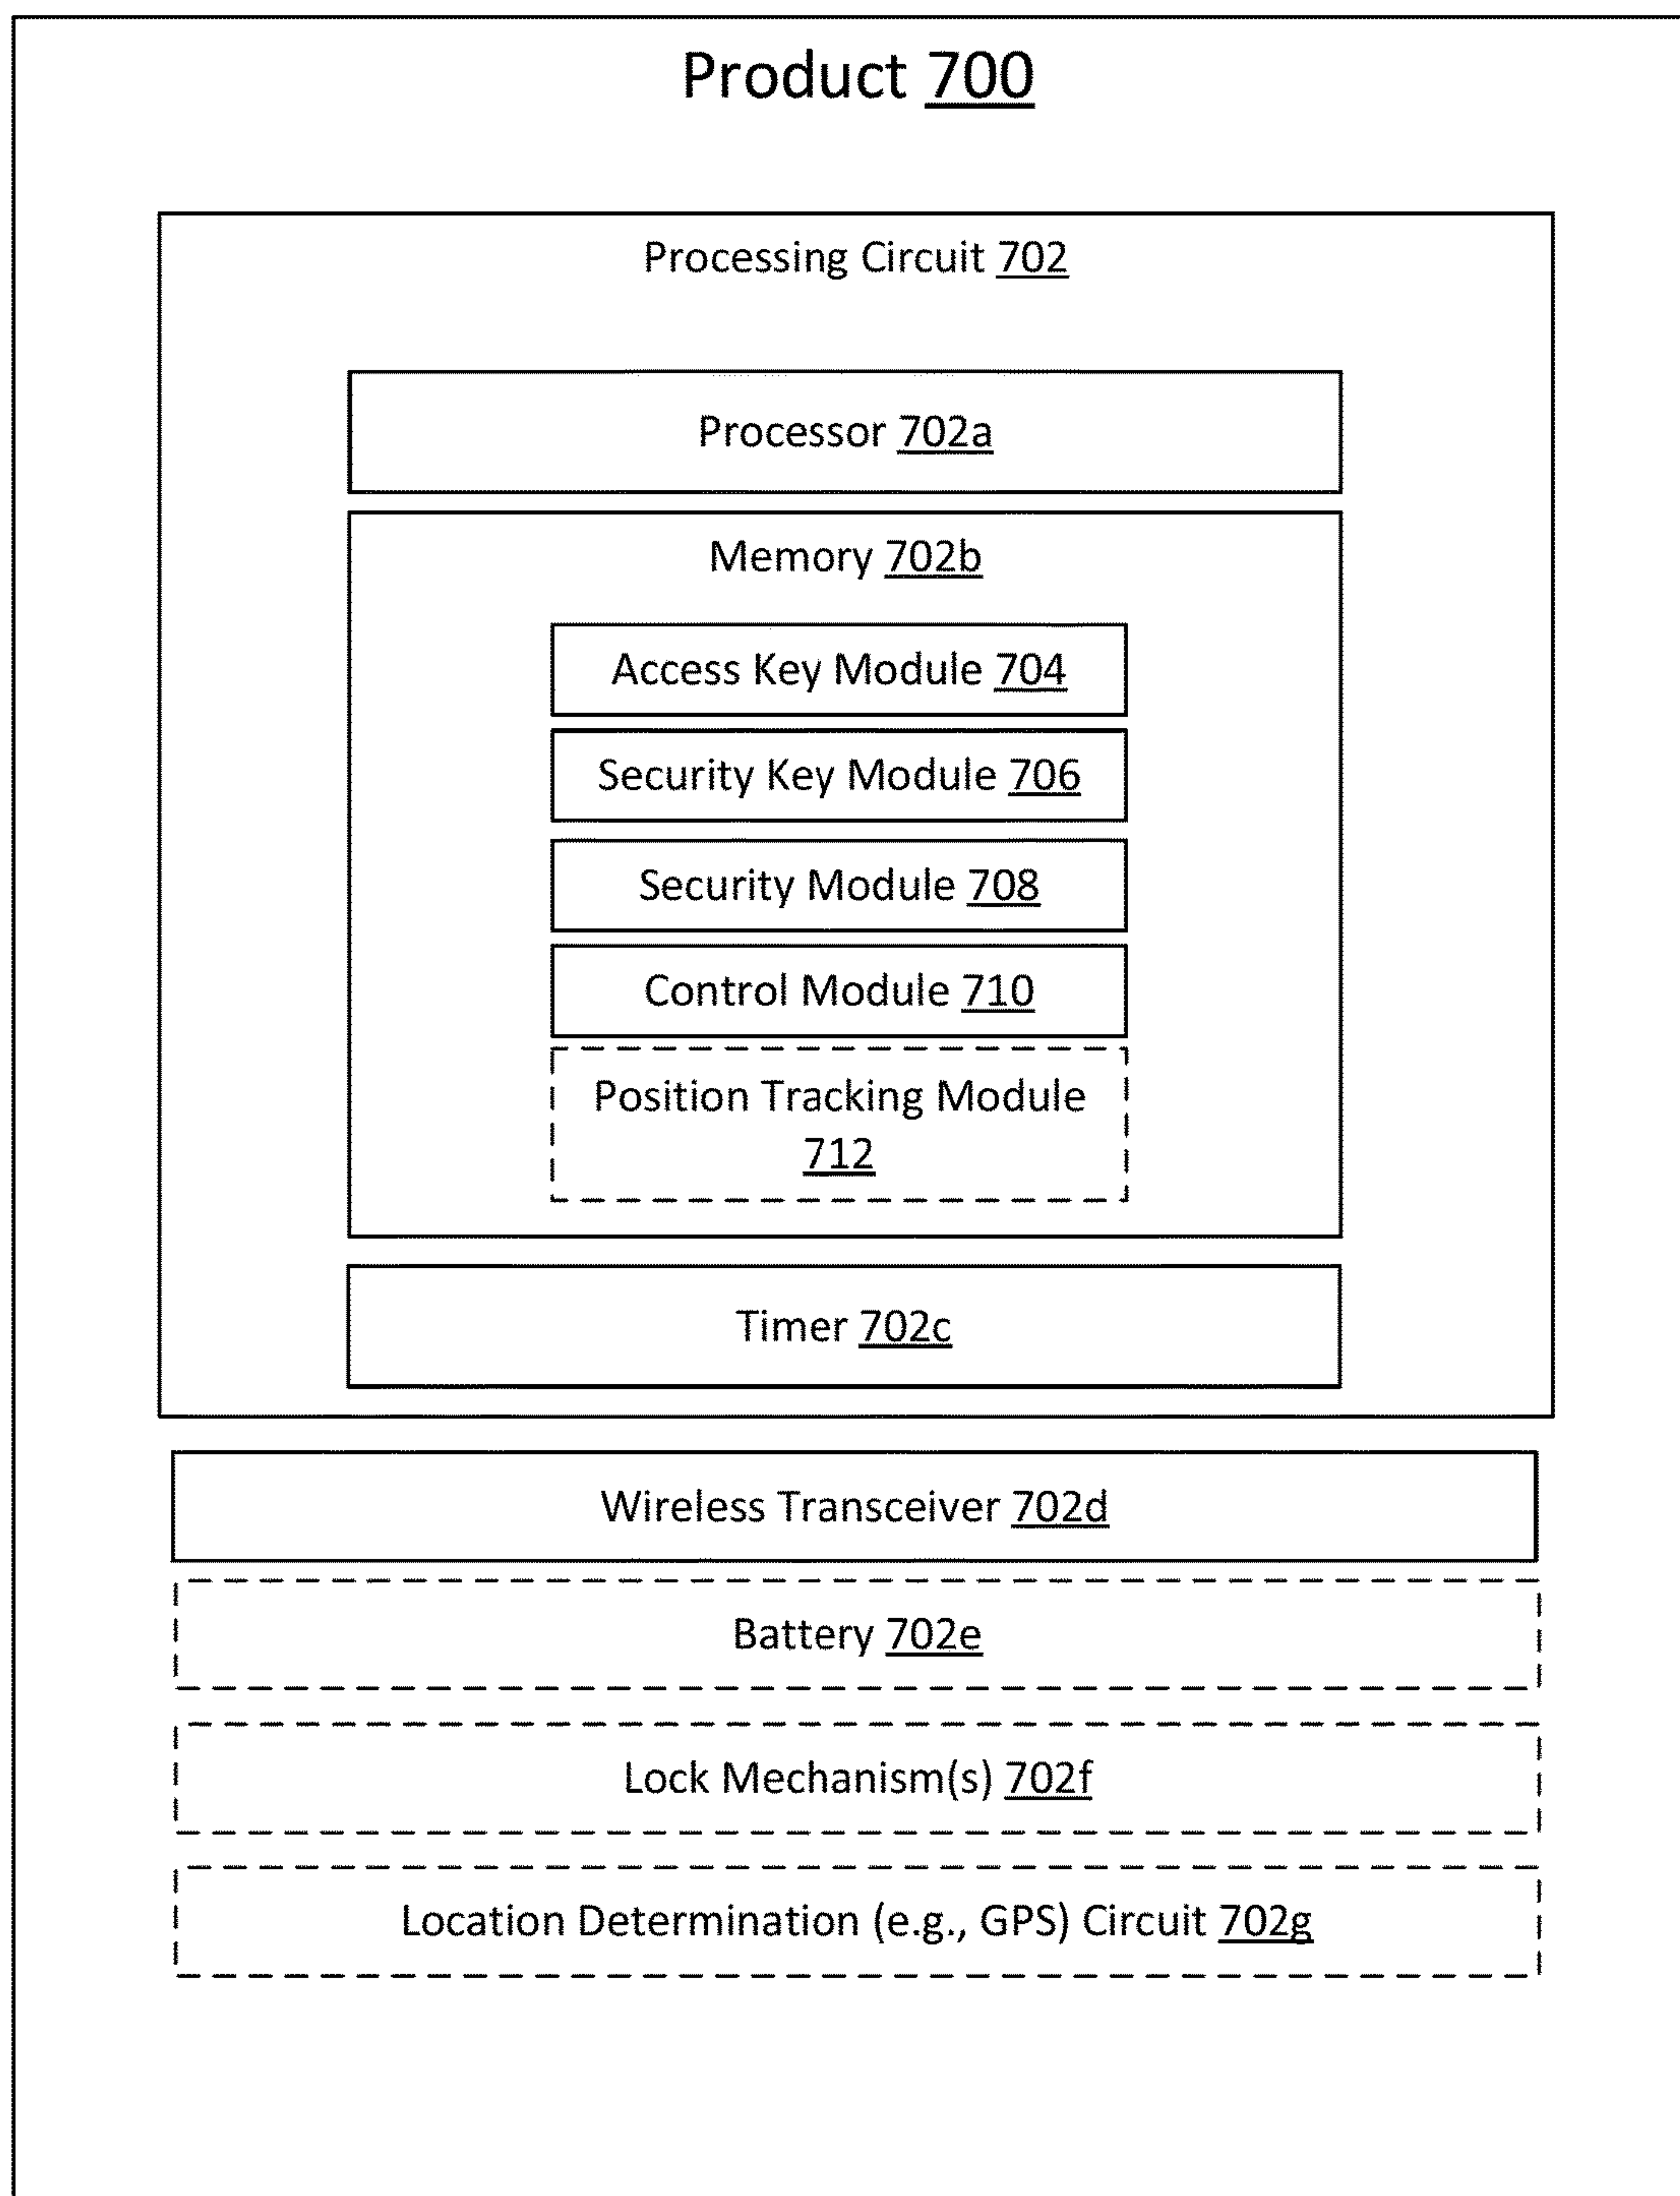 Product 700
Processing Circuit 702
Processor 702a
Memory 702b
Access Key Module 704
Security Key Module 706
Security Module 708
Control Module 710
Position Tracking Module
712
Timer 702c
Wireless Transceiver 702d
Battery 702e
Lock Mechanism(s) 702f
Location Determination (e.g., GPS) Circuit 702g